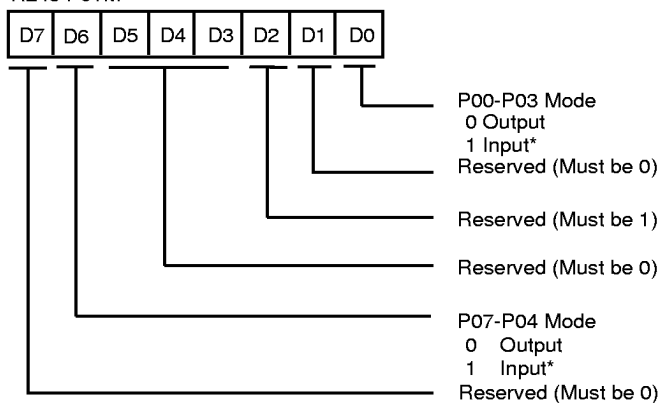 D7 D6 D5 D4 D3 D2 D1 D0
P00-P03 Mode
0 Output
1 Input*
Reserved (Must be 0)
Reserved (Must be 1)
Reserved (Must be 0)
P07-P04 Mode
0 Output
1 Input*
Reserved (Must be 0)